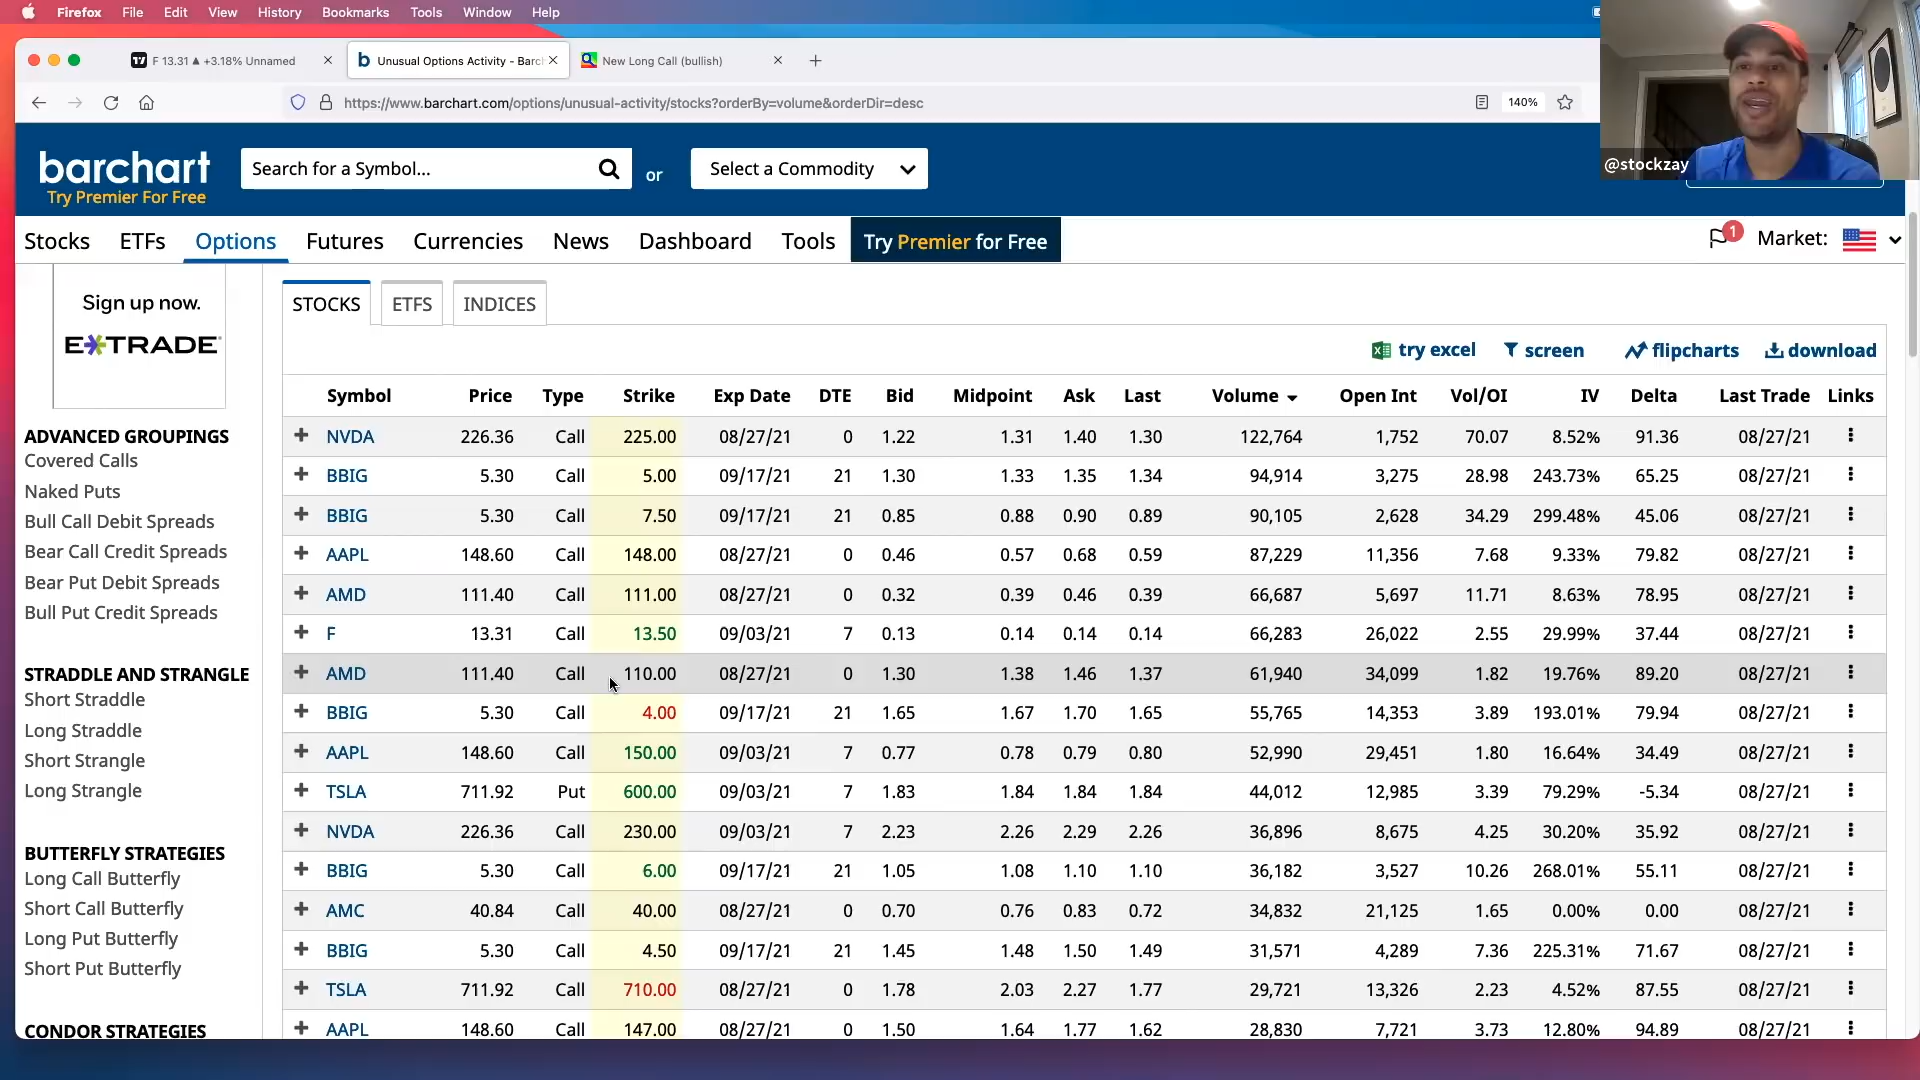 Firefox File Edit View History Bookmarks Tools Window Help
F 13.31 ▲ +3.18% Unnamed
Unusual Options Activity - Barc
New Long Call (bullish)
https://www.barchart.com/options/unusual-activity/stocks?orderBy=volume&orderDir=desc
140%
@stockzay
barchart
Try Premier For Free
Search for a Symbol...
or
Select a Commodity
Stocks ETFs Options Futures Currencies News Dashboard Tools Try Premier for Free
1
Market:
Sign up now.
E*TRADE
ADVANCED GROUPINGS
Covered Calls
Naked Puts
Bull Call Debit Spreads
Bear Call Credit Spreads
Bear Put Debit Spreads
Bull Put Credit Spreads
STRADDLE AND STRANGLE
Short Straddle
Long Straddle
Short Strangle
Long Strangle
BUTTERFLY STRATEGIES
Long Call Butterfly
Short Call Butterfly
Long Put Butterfly
Short Put Butterfly
CONDOR STRATEGIES
STOCKS ETFS INDICES
try excel screen flipcharts download
Symbol Price Type Strike Exp Date DTE Bid Midpoint Ask Last Volume Open Int Vol/OI IV Delta Last Trade Links
NVDA 226.36 Call 225.00 08/27/21 0 1.22 1.31 1.40 1.30 122,764 1,752 70.07 8.52% 91.36 08/27/21
BBIG 5.30 Call 5.00 09/17/21 21 1.30 1.33 1.35 1.34 94,914 3,275 28.98 243.73% 65.25 08/27/21
BBIG 5.30 Call 7.50 09/17/21 21 0.85 0.88 0.90 0.89 90,105 2,628 34.29 299.48% 45.06 08/27/21
AAPL 148.60 Call 148.00 08/27/21 0 0.46 0.57 0.68 0.59 87,229 11,356 7.68 9.33% 79.82 08/27/21
AMD 111.40 Call 111.00 08/27/21 0 0.32 0.39 0.46 0.39 66,687 5,697 11.71 8.63% 78.95 08/27/21
F 13.31 Call 13.50 09/03/21 7 0.13 0.14 0.14 0.14 66,283 26,022 2.55 29.99% 37.44 08/27/21
AMD 111.40 Call 110.00 08/27/21 0 1.30 1.38 1.46 1.37 61,940 34,099 1.82 19.76% 89.20 08/27/21
BBIG 5.30 Call 4.00 09/17/21 21 1.65 1.67 1.70 1.65 55,765 14,353 3.89 193.01% 79.94 08/27/21
AAPL 148.60 Call 150.00 09/03/21 7 0.77 0.78 0.79 0.80 52,990 29,451 1.80 16.64% 34.49 08/27/21
TSLA 711.92 Put 600.00 09/03/21 7 1.83 1.84 1.84 1.84 44,012 12,985 3.39 79.29% -5.34 08/27/21
NVDA 226.36 Call 230.00 09/03/21 7 2.23 2.26 2.29 2.26 36,896 8,675 4.25 30.20% 35.92 08/27/21
BBIG 5.30 Call 6.00 09/17/21 21 1.05 1.08 1.10 1.10 36,182 3,527 10.26 268.01% 55.11 08/27/21
AMC 40.84 Call 40.00 08/27/21 0 0.70 0.76 0.83 0.72 34,832 21,125 1.65 0.00% 0.00 08/27/21
BBIG 5.30 Call 4.50 09/17/21 21 1.45 1.48 1.50 1.49 31,571 4,289 7.36 225.31% 71.67 08/27/21
TSLA 711.92 Call 710.00 08/27/21 0 1.78 2.03 2.27 1.77 29,721 13,326 2.23 4.52% 87.55 08/27/21
AAPL 148.60 Call 147.00 08/27/21 0 1.50 1.64 1.77 1.62 28,830 7,721 3.73 12.80% 94.89 08/27/21